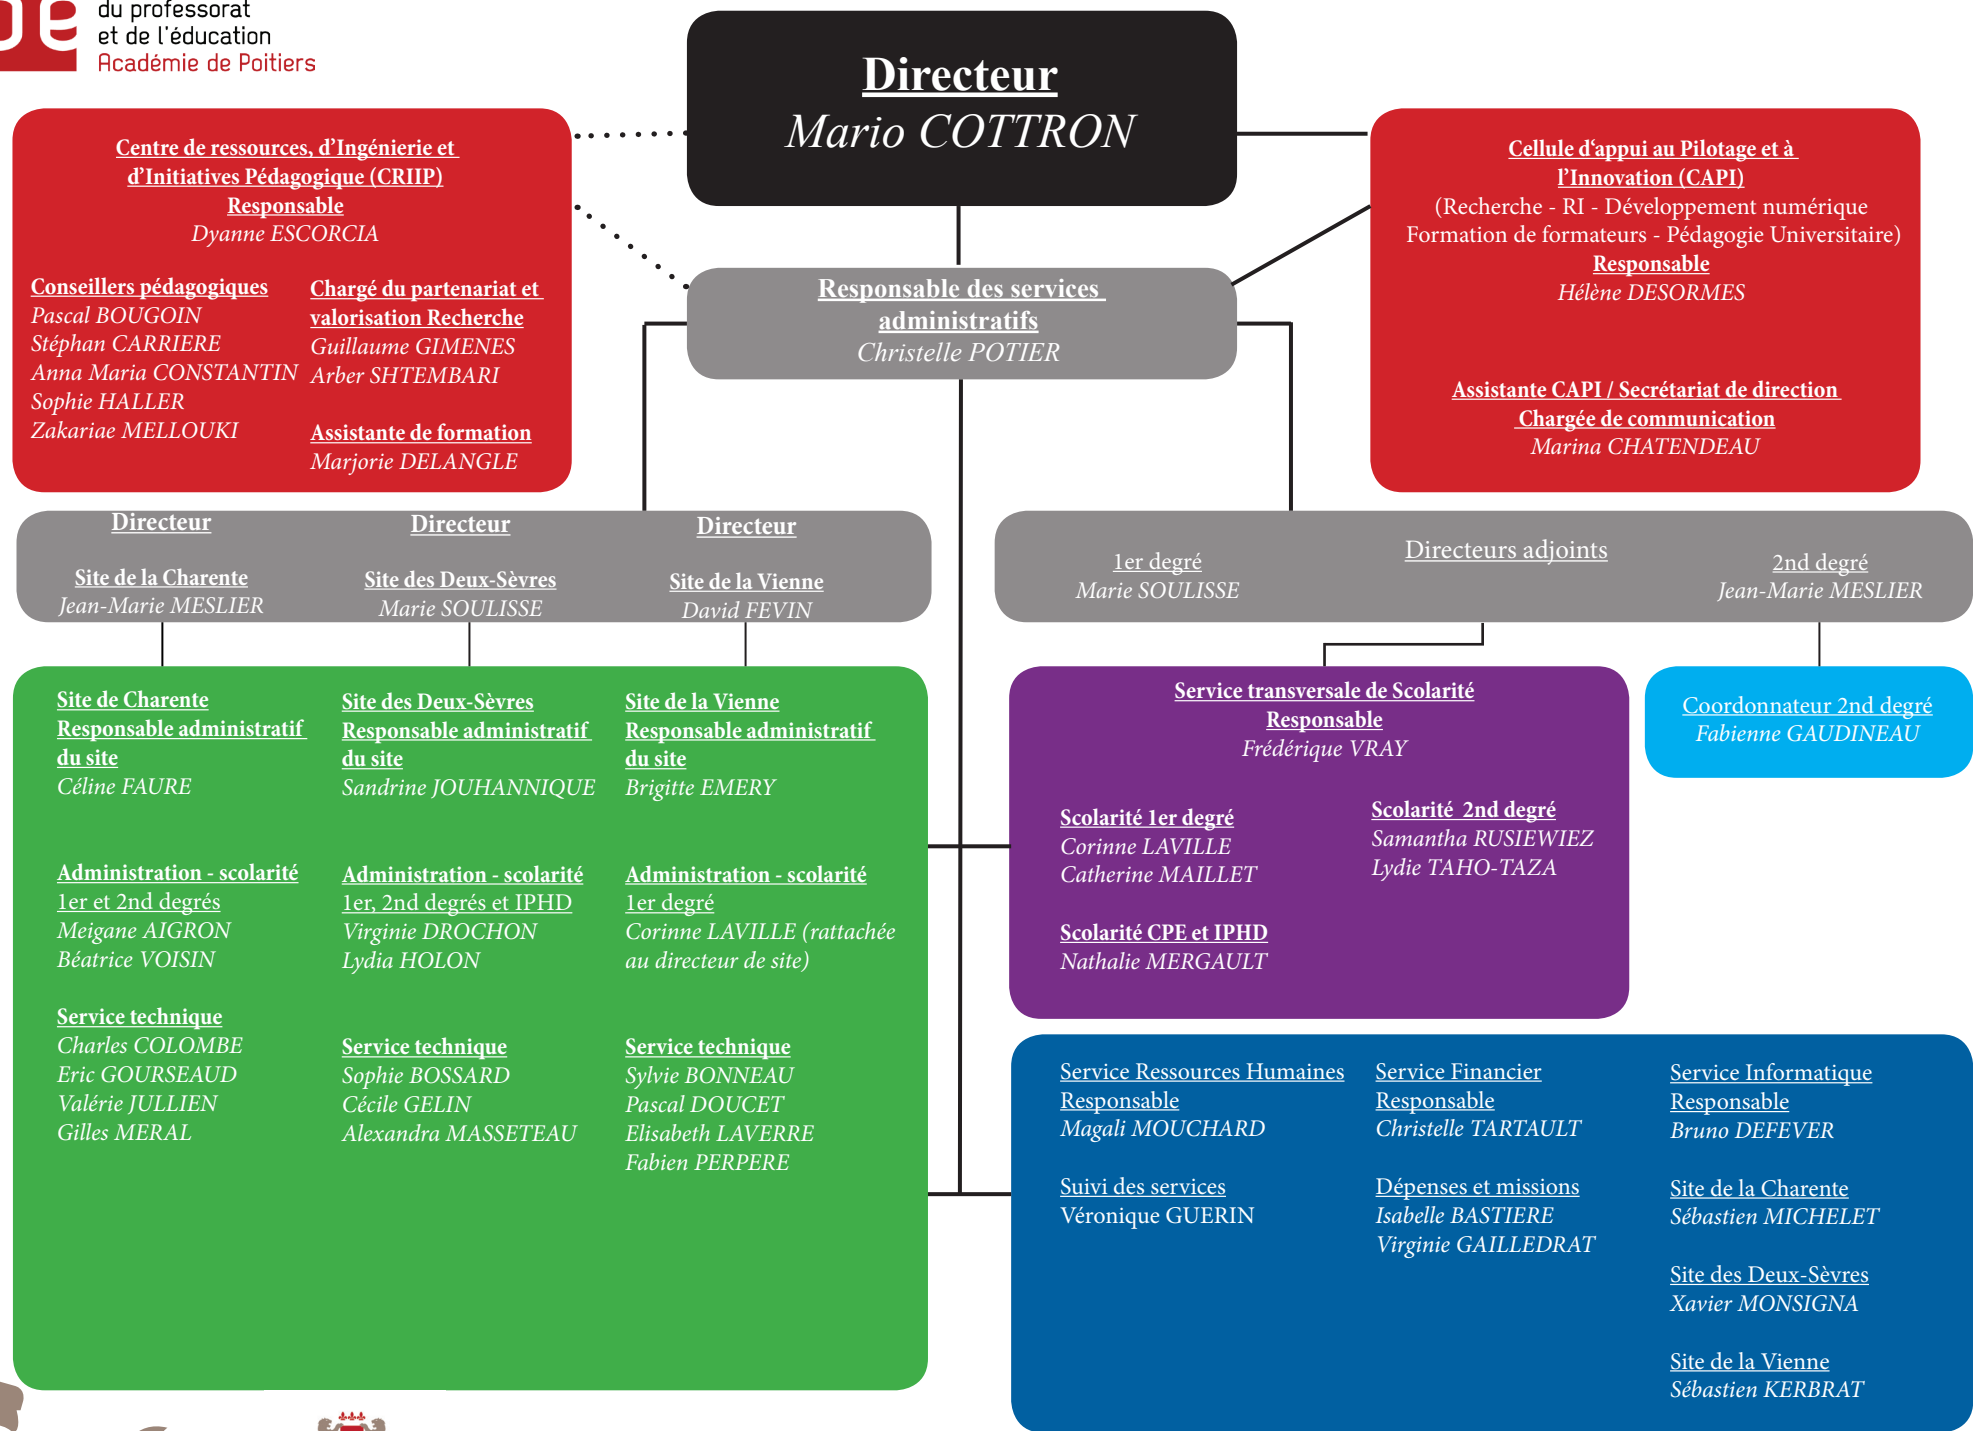 du professorat
et de l'éducation
Académie de Poitiers
Directeur
Mario COTTRON
Centre de ressources, d'Ingénierie et
d'Initiatives Pédagogique (CRIIP)
Responsable
Dyanne ESCORCIA
Conseillers pédagogiques
Pascal BOUGOIN
Stéphan CARRIERE
Anna Maria CONSTANTIN
Sophie HALLER
Zakariae MELLOUKI
Chargé du partenariat et
valorisation Recherche
Guillaume GIMENES
Arber SHTEMBARI
Assistante de formation
Marjorie DELANGLE
Responsable des services
administratifs
Christelle POTIER
Cellule d'appui au Pilotage et à
l'Innovation (CAPI)
(Recherche - RI - Développement numérique
Formation de formateurs - Pédagogie Universitaire)
Responsable
Hélène DESORMES
Assistante CAPI / Secrétariat de direction
Chargée de communication
Marina CHATENDEAU
Directeur
Site de la Charente
Jean-Marie MESLIER
Directeur
Site des Deux-Sèvres
Marie SOULISSE
Directeur
Site de la Vienne
David FEVIN
Directeurs adjoints
1er degré
Marie SOULISSE
2nd degré
Jean-Marie MESLIER
Site de Charente
Responsable administratif
du site
Céline FAURE
Administration - scolarité
1er et 2nd degrés
Meigane AIGRON
Béatrice VOISIN
Service technique
Charles COLOMBE
Eric GOURSEAUD
Valérie JULLIEN
Gilles MERAL
Site des Deux-Sèvres
Responsable administratif
du site
Sandrine JOUHANNIQUE
Administration - scolarité
1er, 2nd degrés et IPHD
Virginie DROCHON
Lydia HOLON
Service technique
Sophie BOSSARD
Cécile GELIN
Alexandra MASSETEAU
Site de la Vienne
Responsable administratif
du site
Brigitte EMERY
Administration - scolarité
1er degré
Corinne LAVILLE (rattachée
au directeur de site)
Service technique
Sylvie BONNEAU
Pascal DOUCET
Elisabeth LAVERRE
Fabien PERPERE
Service transversale de Scolarité
Responsable
Frédérique VRAY
Scolarité 1er degré
Corinne LAVILLE
Catherine MAILLET
Scolarité CPE et IPHD
Nathalie MERGAULT
Scolarité 2nd degré
Samantha RUSIEWIEZ
Lydie TAHO-TAZA
Coordonnateur 2nd degré
Fabienne GAUDINEAU
Service Ressources Humaines
Responsable
Magali MOUCHARD
Suivi des services
Véronique GUERIN
Service Financier
Responsable
Christelle TARTAULT
Dépenses et missions
Isabelle BASTIERE
Virginie GAILLEDRAT
Service Informatique
Responsable
Bruno DEFEVER
Site de la Charente
Sébastien MICHELET
Site des Deux-Sèvres
Xavier MONSIGNA
Site de la Vienne
Sébastien KERBRAT